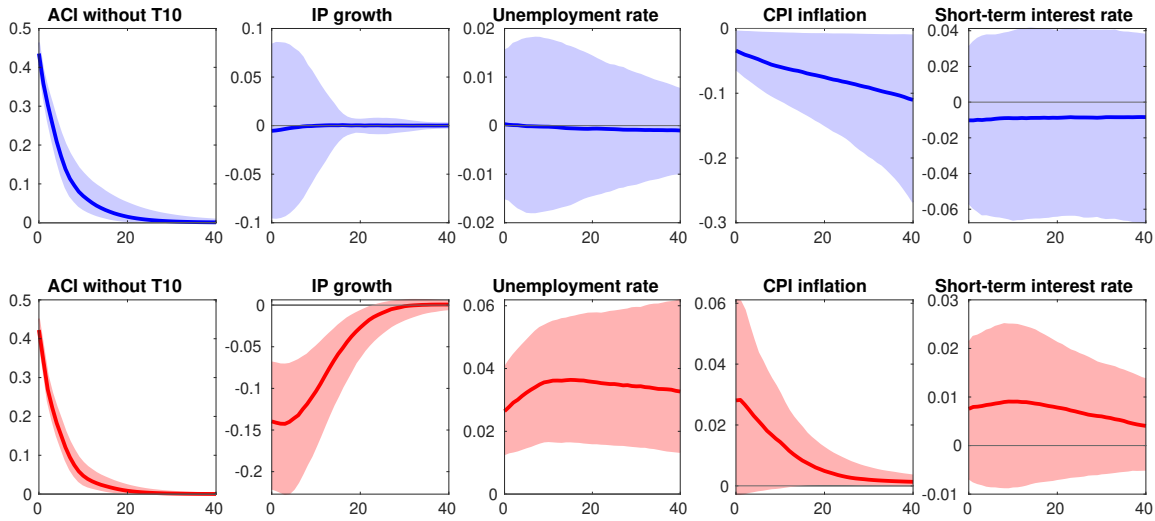 ACI without T10 IP growth Unemployment rate CPI inflation Short-term interest rate
0.5 0.1 0.02 0 0.04
0.4 0.05 0.01 0.02
0.3 0 0 -0.1 0
0.2 -0.02
0.1 -0.05 -0.01 -0.2 -0.04
0 -0.1 -0.02 -0.3 -0.06
0 20 40 0 20 40 0 20 40 0 20 40 0 20 40
ACI without T10 IP growth Unemployment rate CPI inflation Short-term interest rate
0.5 0 0.06 0.06 0.03
0.4 -0.05 0.02
0.3 0.04 0.04
-0.1 0.01
0.2 -0.15 0.02 0.02
0.1 -0.2 0
0 0 0 -0.01
0 20 40 0 20 40 0 20 40 0 20 40 0 20 40